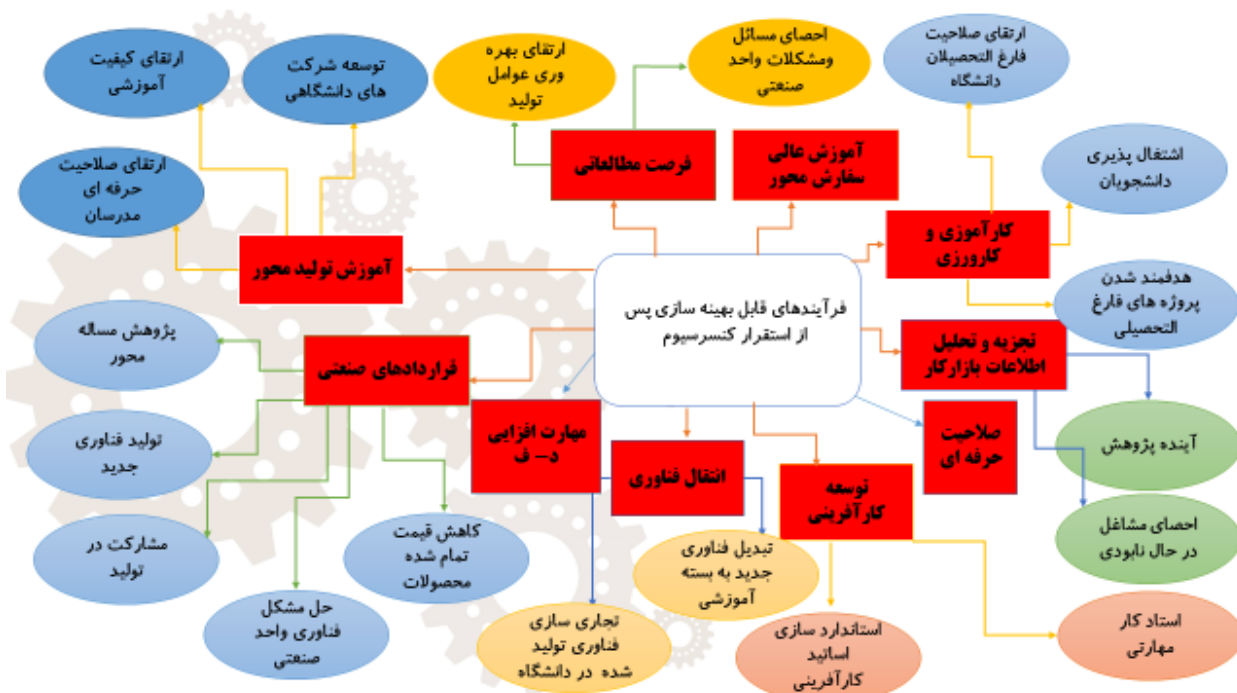 ارتقای صلاحیت
فارغ التحصیلان
دانشگاه
احصای مسائل
ومشکلات واحد
صنعتی
ارتقای بهره
وری عوامل
تولید
توسعه شرکت
های دانشگاهی
ارتقای کیفیت
آموزشی
اشتغال پذیری
دانشجویان
آموزش عالی
سفارش محور
فرصت مطالعاتی
ارتقای صلاحیت
حرفه ای
مدرسان
کارآموزی و
کارورزی
آموزش تولید محور
هدفمند شدن
پروژه های فارغ
التحصیلی
فرآیندهای قابل بهینه سازی پس
از استقرار کنسرسیوم
پژوهش مساله
محور
تجزیه و تحلیل
اطلاعات بازارکار
قراردادهای صنعتی
صلاحیت
حرفه ای
مهارت افزایی
د– ف
تولید فناوری
جدید
آینده پژوهش
انتقال فناوری
توسعه
کارآفرینی
احصای مشاغل
در حال نابودی
تبدیل فناوری
جدید به بسته
آموزشی
کاهش قیمت
تمام شده
محصولات
مشارکت در
تولید
استاد کار
مهارتی
استاندارد سازی
اساتید
کارآفرینی
تجاری سازی
فناوری تولید
شده در دانشگاه
حل مشکل
فناوری واحد
صنعتی